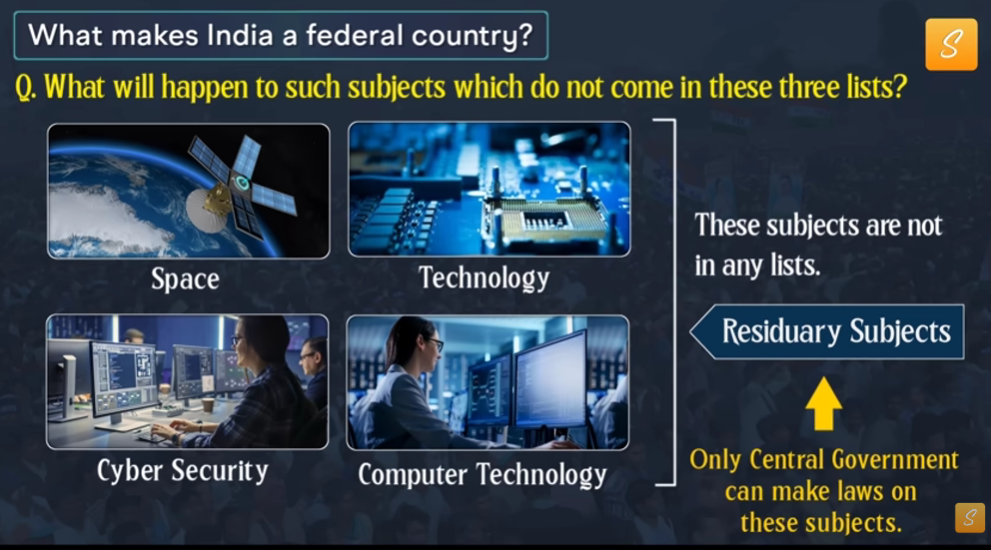 What makes India a federal country?
S
Q. What will happen to such subjects which do not come in these three lists?
Space
Technology
Cyber Security
Computer Technology
These subjects are not
in any lists.
Residuary Subjects
Only Central Government
can make laws on
these subjects.
S